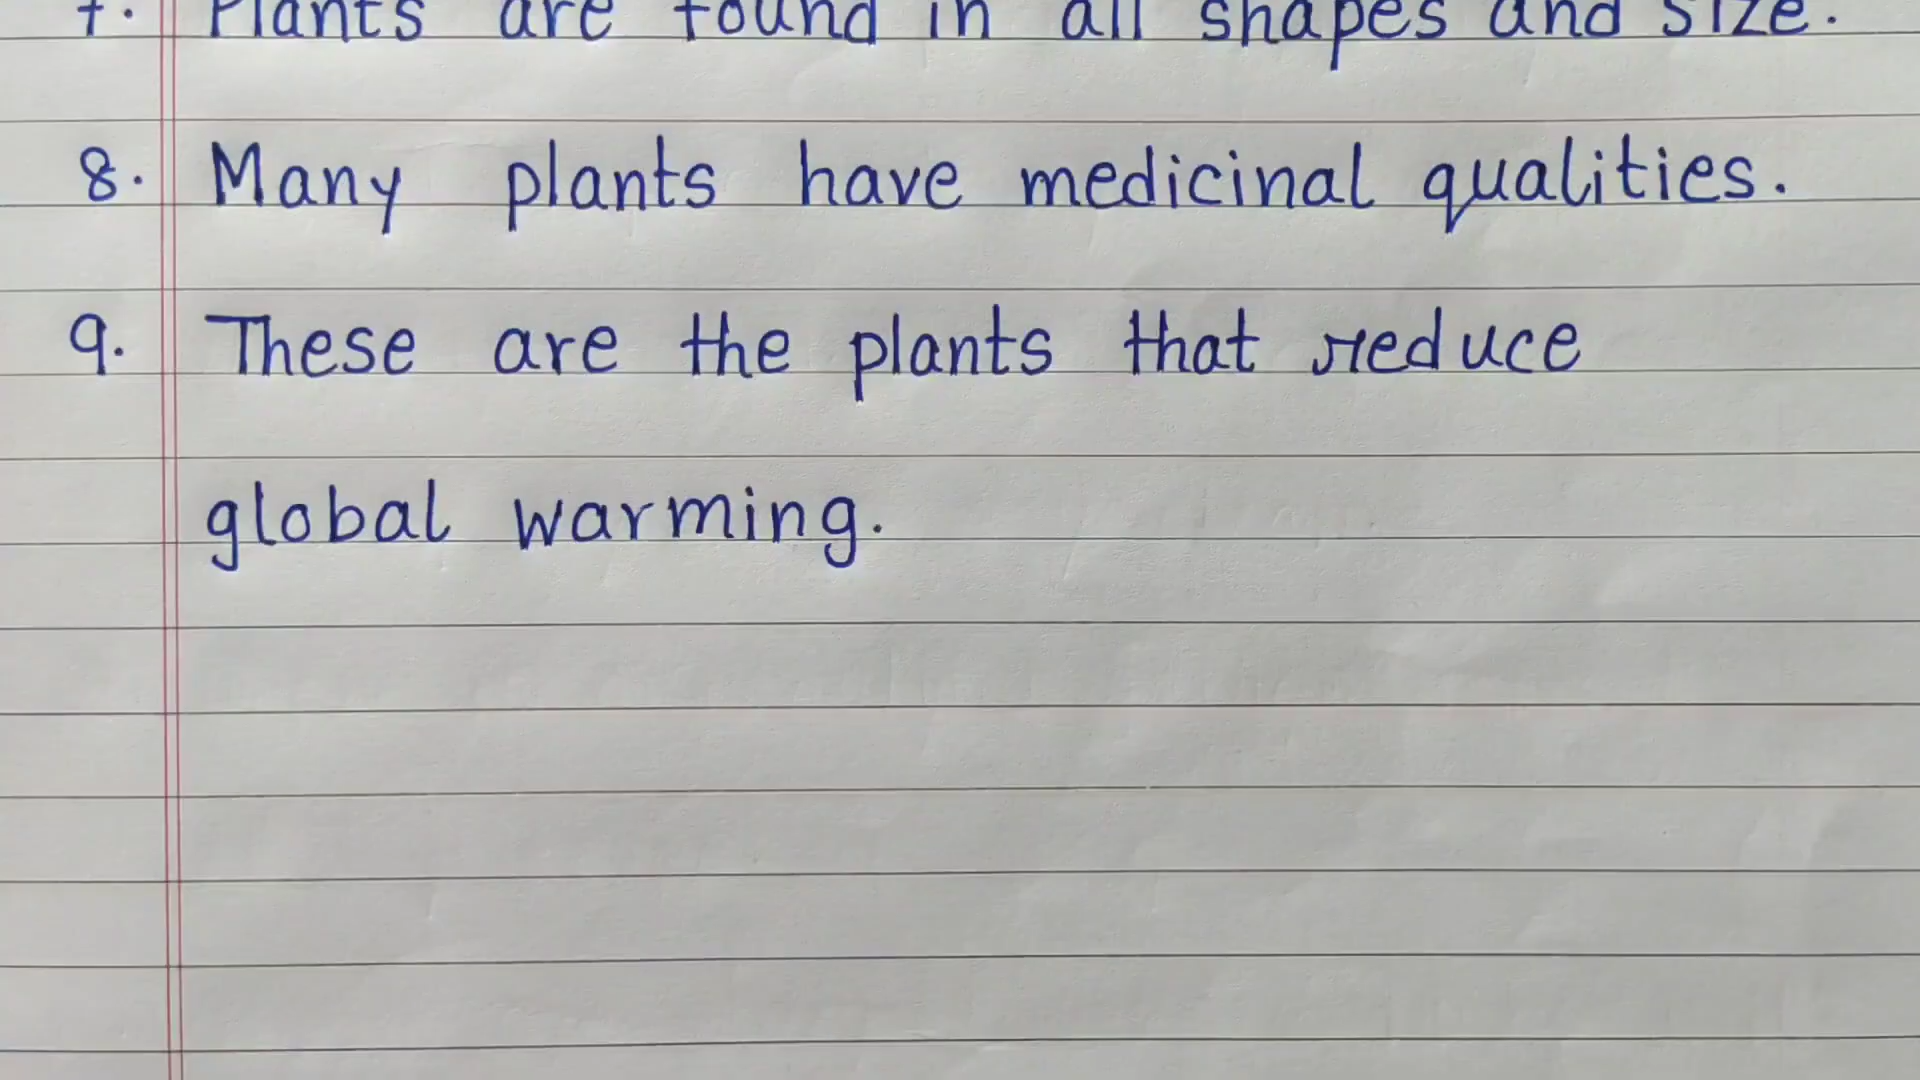 7. Plants are found in all shapes and size.
8. Many plants have medicinal qualities.
9. These are the plants that reduce
global warming.